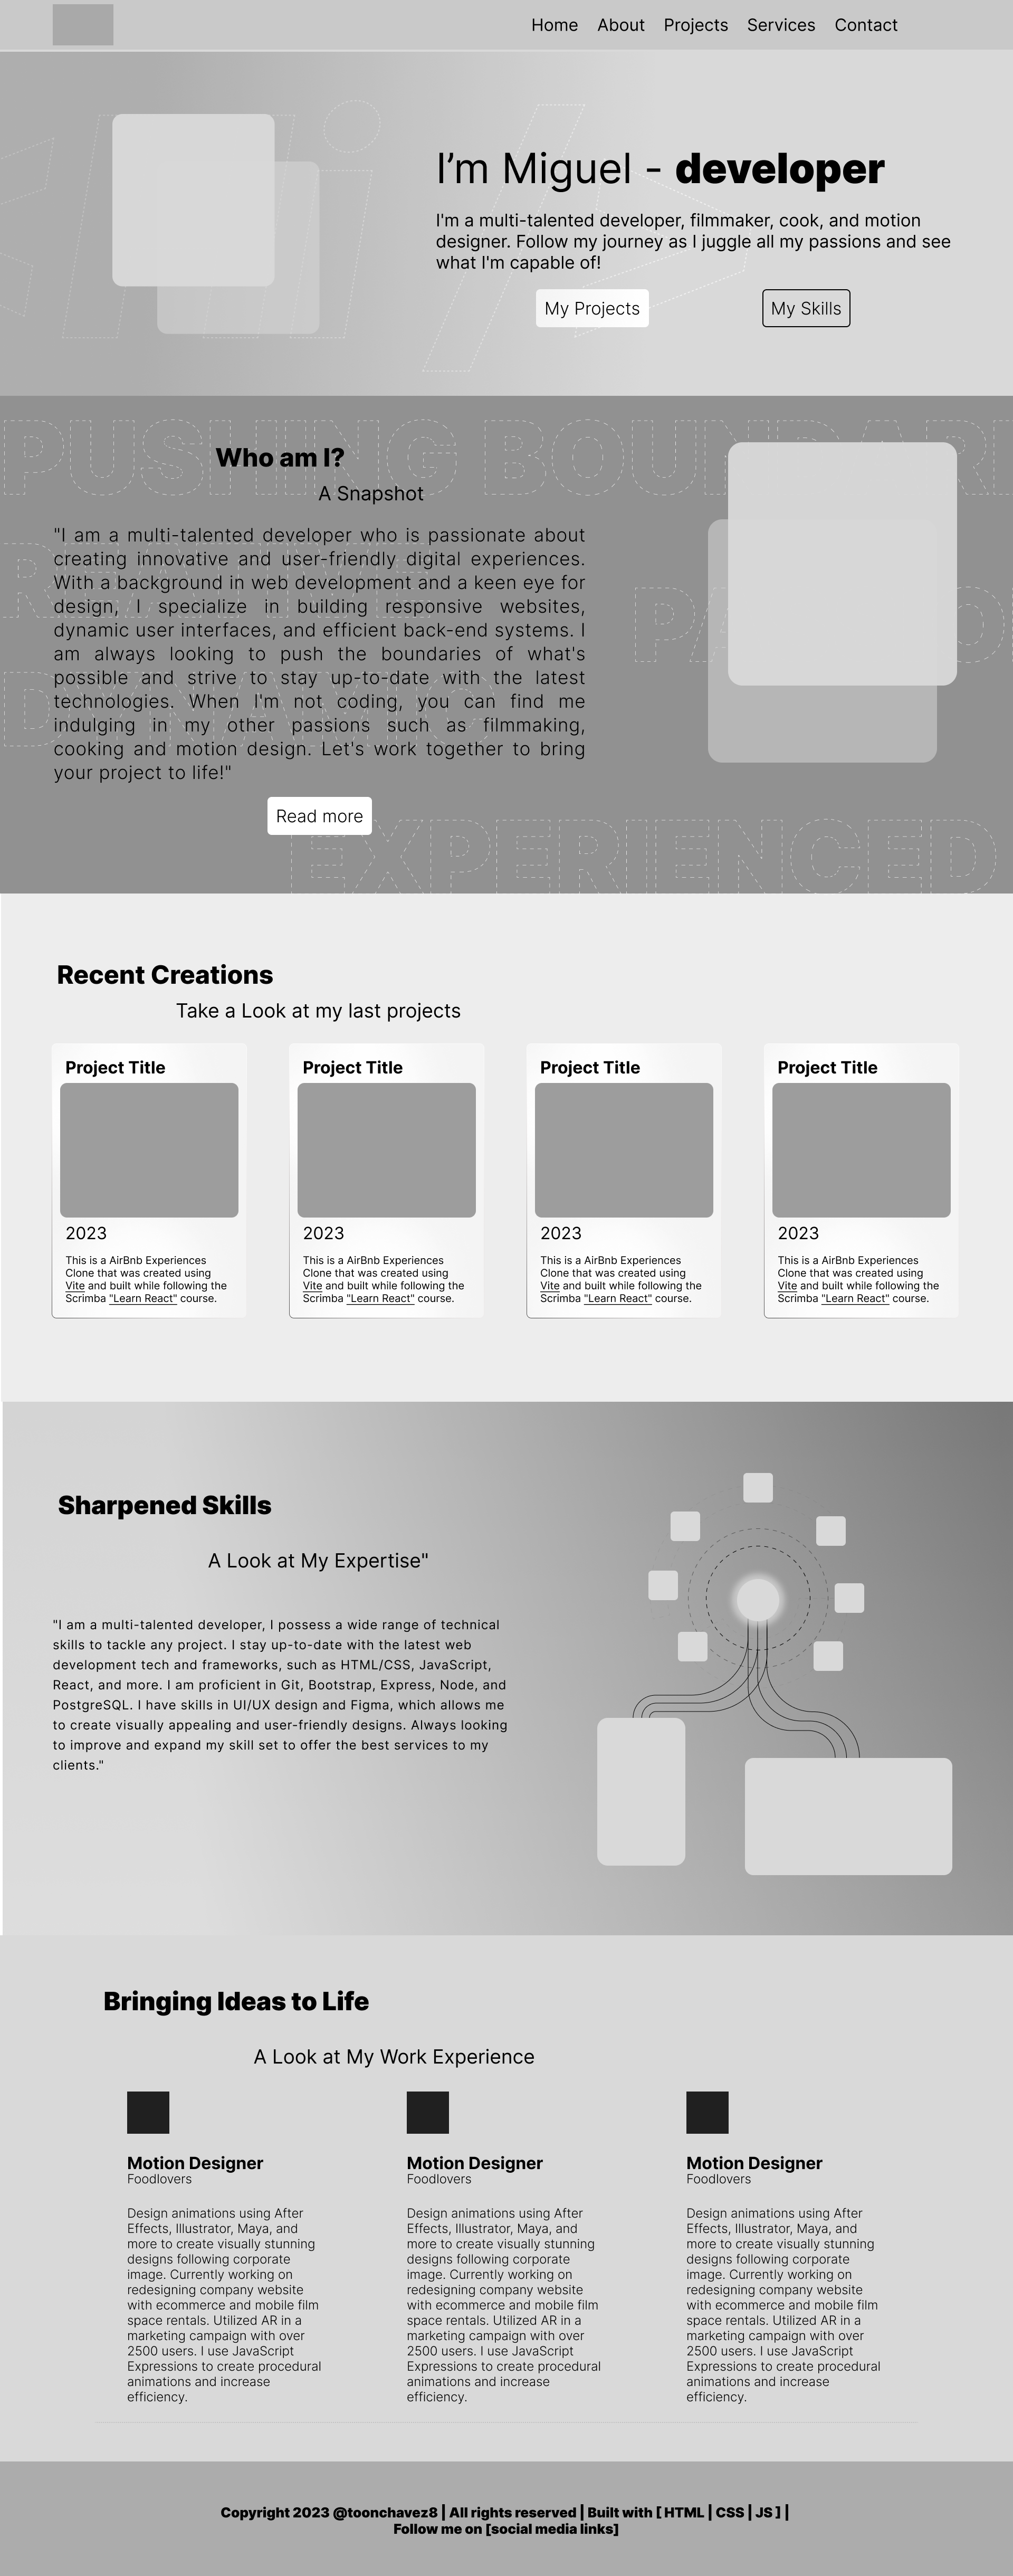 Home About Projects Services Contact
<Hi/>
I’m Miguel - developer
I'm a multi-talented developer, filmmaker, cook, and motion
designer. Follow my journey as I juggle all my passions and see
what I'm capable of!
My Projects My Skills
PUSHING
Who am I?
A Snapshot
"I am a multi-talented developer who is passionate about
creating innovative and user-friendly digital experiences.
With a background in web development and a keen eye for
design, I specialize in building responsive websites,
dynamic user interfaces, and efficient back-end systems. I
am always looking to push the boundaries of what's
possible and strive to stay up-to-date with the latest
technologies. When I'm not coding, you can find me
indulging in my other passions such as filmmaking,
cooking and motion design. Let's work together to bring
your project to life!"
DYNAMIC
Read more
EXPERIENCED
Recent Creations
Take a Look at my last projects
Project Title
2023
This is a AirBnb Experiences
Clone that was created using
Vite and built while following the
Scrimba "Learn React" course.
Project Title
2023
This is a AirBnb Experiences
Clone that was created using
Vite and built while following the
Scrimba "Learn React" course.
Project Title
2023
This is a AirBnb Experiences
Clone that was created using
Vite and built while following the
Scrimba "Learn React" course.
Project Title
2023
This is a AirBnb Experiences
Clone that was created using
Vite and built while following the
Scrimba "Learn React" course.
Sharpened Skills
A Look at My Expertise"
"I am a multi-talented developer, I possess a wide range of technical
skills to tackle any project. I stay up-to-date with the latest web
development tech and frameworks, such as HTML/CSS, JavaScript,
React, and more. I am proficient in Git, Bootstrap, Express, Node, and
PostgreSQL. I have skills in UI/UX design and Figma, which allows me
to create visually appealing and user-friendly designs. Always looking
to improve and expand my skill set to offer the best services to my
clients."
Bringing Ideas to Life
A Look at My Work Experience
Motion Designer
Foodlovers
Design animations using After
Effects, Illustrator, Maya, and
more to create visually stunning
designs following corporate
image. Currently working on
redesigning company website
with ecommerce and mobile film
space rentals. Utilized AR in a
marketing campaign with over
2500 users. I use JavaScript
Expressions to create procedural
animations and increase
efficiency.
Motion Designer
Foodlovers
Design animations using After
Effects, Illustrator, Maya, and
more to create visually stunning
designs following corporate
image. Currently working on
redesigning company website
with ecommerce and mobile film
space rentals. Utilized AR in a
marketing campaign with over
2500 users. I use JavaScript
Expressions to create procedural
animations and increase
efficiency.
Motion Designer
Foodlovers
Design animations using After
Effects, Illustrator, Maya, and
more to create visually stunning
designs following corporate
image. Currently working on
redesigning company website
with ecommerce and mobile film
space rentals. Utilized AR in a
marketing campaign with over
2500 users. I use JavaScript
Expressions to create procedural
animations and increase
efficiency.
Copyright 2023 @toonchavez8 | All rights reserved | Built with [ HTML | CSS | JS ] |
Follow me on [social media links]